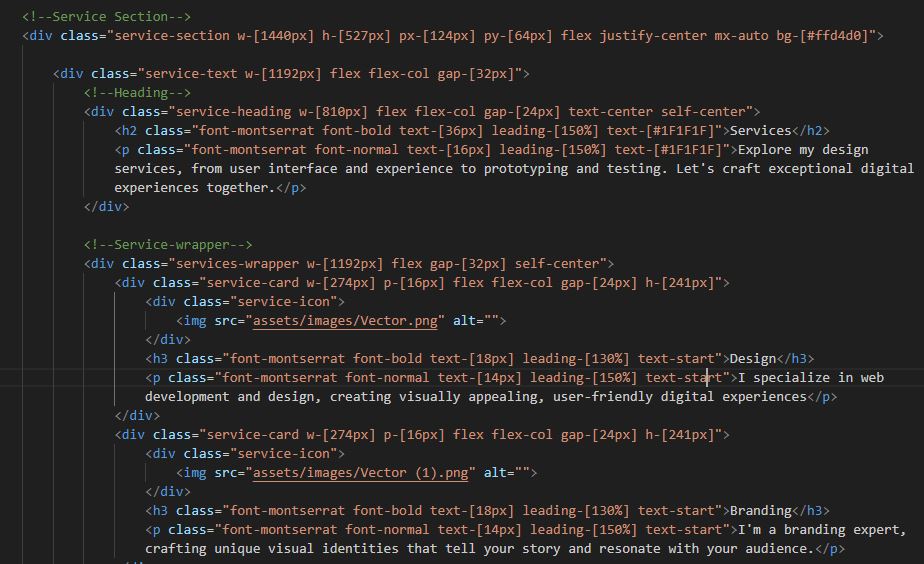 <!--Service Section-->
<div class="service-section w-[1440px] h-[527px] px-[124px] py-[64px] flex justify-center mx-auto bg-[#ffd4d0]">
<div class="service-text w-[1192px] flex flex-col gap-[32px]">
<!--Heading-->
<div class="service-heading w-[810px] flex flex-col gap-[24px] text-center self-center">
<h2 class="font-montserrat font-bold text-[36px] leading-[150%] text-[#1F1F1F]">Services</h2>
<p class="font-montserrat font-normal text-[16px] leading-[150%] text-[#1F1F1F]">Explore my design
services, from user interface and experience to prototyping and testing. Let's craft exceptional digital
experiences together.</p>
</div>
<!--Service-wrapper-->
<div class="services-wrapper w-[1192px] flex gap-[32px] self-center">
<div class="service-card w-[274px] p-[16px] flex flex-col gap-[24px] h-[241px]">
<div class="service-icon">
<img src="assets/images/Vector.png" alt="">
</div>
<h3 class="font-montserrat font-bold text-[18px] leading-[130%] text-start">Design</h3>
<p class="font-montserrat font-normal text-[14px] leading-[150%] text-start">I specialize in web
development and design, creating visually appealing, user-friendly digital experiences</p>
</div>
<div class="service-card w-[274px] p-[16px] flex flex-col gap-[24px] h-[241px]">
<div class="service-icon">
<img src="assets/images/Vector (1).png" alt="">
</div>
<h3 class="font-montserrat font-bold text-[18px] leading-[130%] text-start">Branding</h3>
<p class="font-montserrat font-normal text-[14px] leading-[150%] text-start">I'm a branding expert,
crafting unique visual identities that tell your story and resonate with your audience.</p>